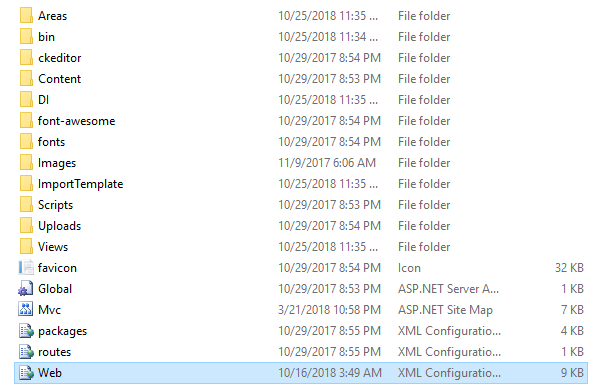 Areas 10/25/2018 11:35 ... File folder
bin 10/25/2018 11:34 ... File folder
ckeditor 10/29/2017 8:54 PM File folder
Content 10/29/2017 8:53 PM File folder
DI 10/25/2018 11:35 ... File folder
font-awesome 10/29/2017 8:54 PM File folder
fonts 10/29/2017 8:54 PM File folder
Images 11/9/2017 6:06 AM File folder
ImportTemplate 10/25/2018 11:35 ... File folder
Scripts 10/29/2017 8:53 PM File folder
Uploads 10/29/2017 8:54 PM File folder
Views 10/25/2018 11:35 ... File folder
favicon 10/29/2017 8:54 PM Icon 32 KB
Global 10/29/2017 8:53 PM ASP.NET Server A... 1 KB
Mvc 3/21/2018 10:58 PM ASP.NET Site Map 7 KB
packages 10/29/2017 8:55 PM XML Configuratio... 4 KB
routes 10/29/2017 8:55 PM XML Configuratio... 1 KB
Web 10/16/2018 3:49 AM XML Configuratio... 9 KB